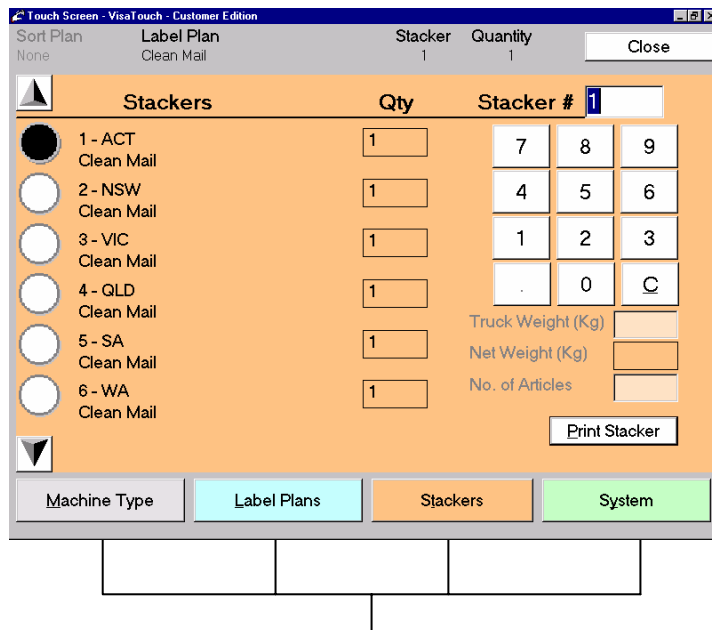 Touch Screen - VisaTouch - Customer Edition
Sort Plan Label Plan Stacker Quantity
None Clean Mail 1 1
Close
Stackers Qty Stacker # 1
1 - ACT 1
Clean Mail
2 - NSW 1
Clean Mail
3 - VIC 1
Clean Mail
4 - QLD 1
Clean Mail
5 - SA 1
Clean Mail
6 - WA 1
Clean Mail
7 8 9
4 5 6
1 2 3
. 0 C
Truck Weight (Kg)
Net Weight (Kg)
No. of Articles
Print Stacker
Machine Type Label Plans Stackers System